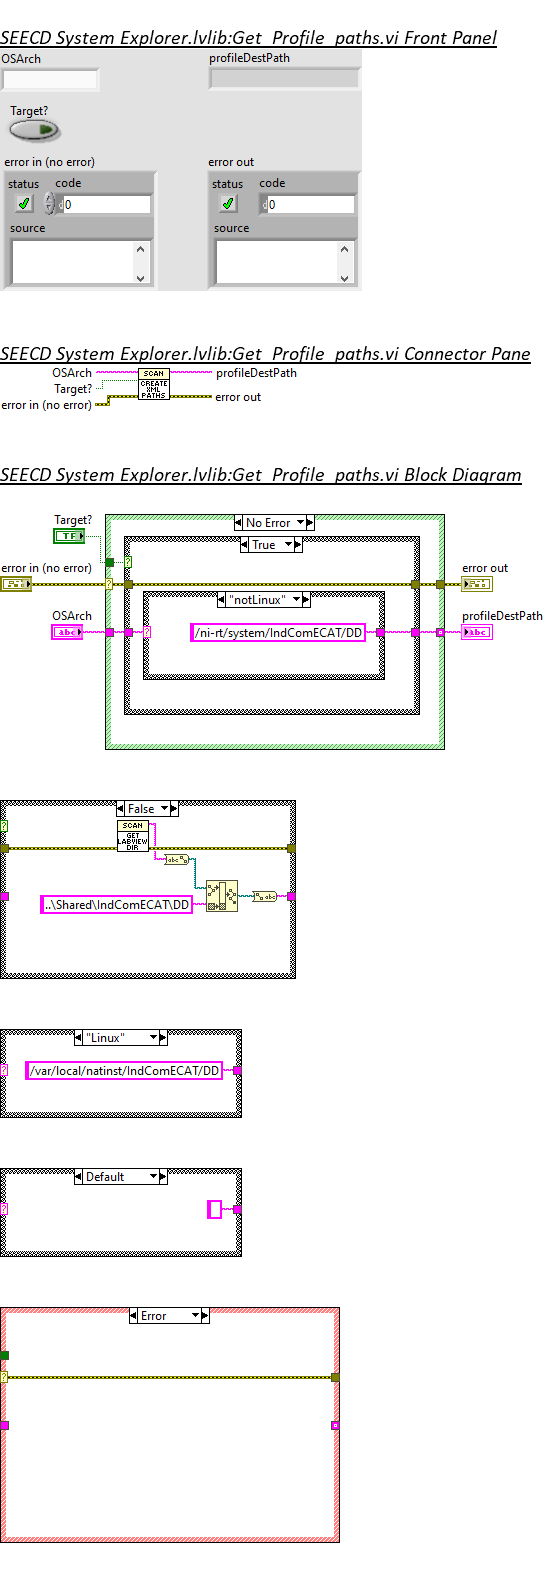 SEECD System Explorer.lvlib:Get_Profile_paths.vi Front Panel
OSArch
profileDestPath
Target?
error in (no error)
error out
status code
status code
0
0
source
source
SEECD System Explorer.lvlib:Get_Profile_paths.vi Connector Pane
OSArch
Target?
error in (no error)
SCAN
CREATE
XML
PATHS
profileDestPath
error out
SEECD System Explorer.lvlib:Get_Profile_paths.vi Block Diagram
Target?
TF
No Error
True
error in (no error)
error out
"notLinux"
OSArch
abc
/ni-rt/system/IndComECAT/DD
profileDestPath
abc
False
SCAN
GET
LABVIEW
DIR
abc
..\Shared\IndComECAT\DD
abc
"Linux"
/var/local/natinst/IndComECAT/DD
Default
Error